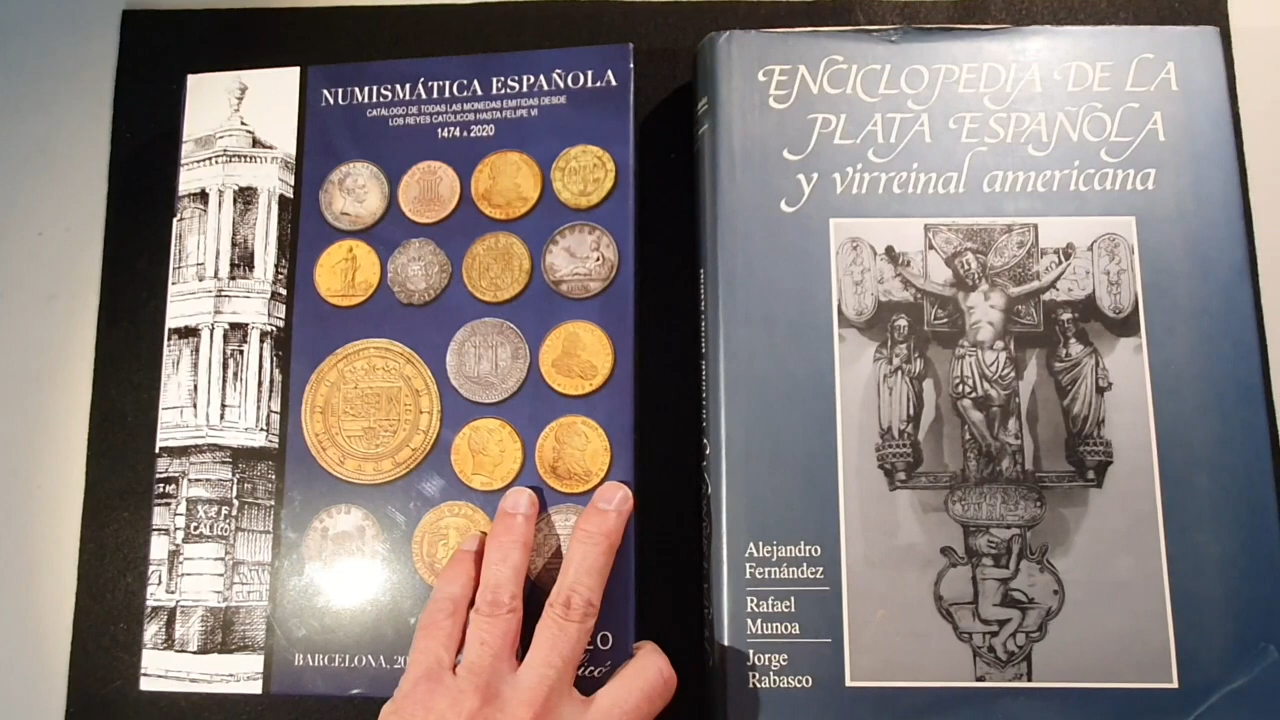 NUMISMÁTICA ESPAÑOLA
CATÁLOGO DE TODAS LAS MONEDAS EMITIDAS DESDE
LOS REYES CATÓLICOS HASTA FELIPE VI
1474 A 2020
X. F.
CALICÓ
BARCELONA, 20
ENCICLOPEDIA DE LA
PLATA ESPAÑOLA
y virreinal americana
Alejandro
Fernández
Rafael
Munoa
Jorge
Rabasco